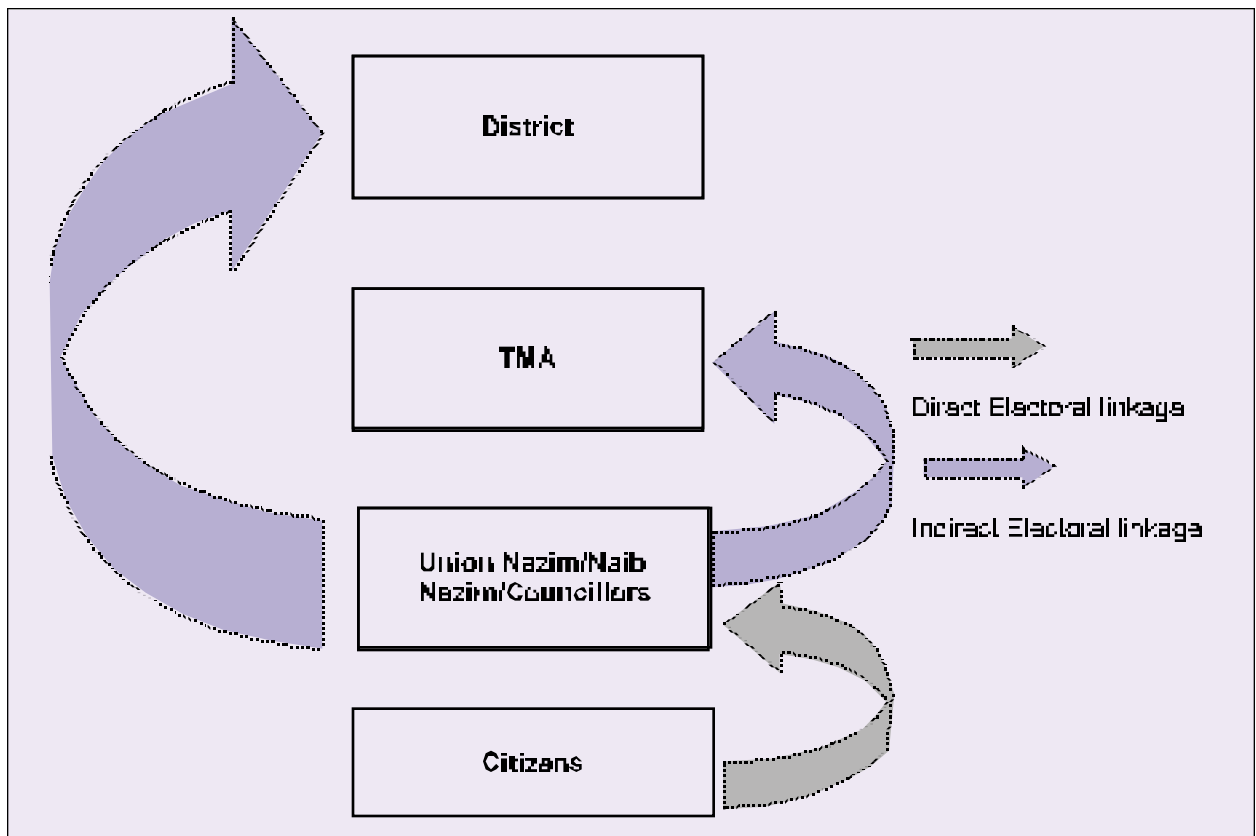 District
TMA
Direct Electoral linkage
Indirect Electoral linkage
Union Nazim/Naib
Nazim/Councillors
Citizens